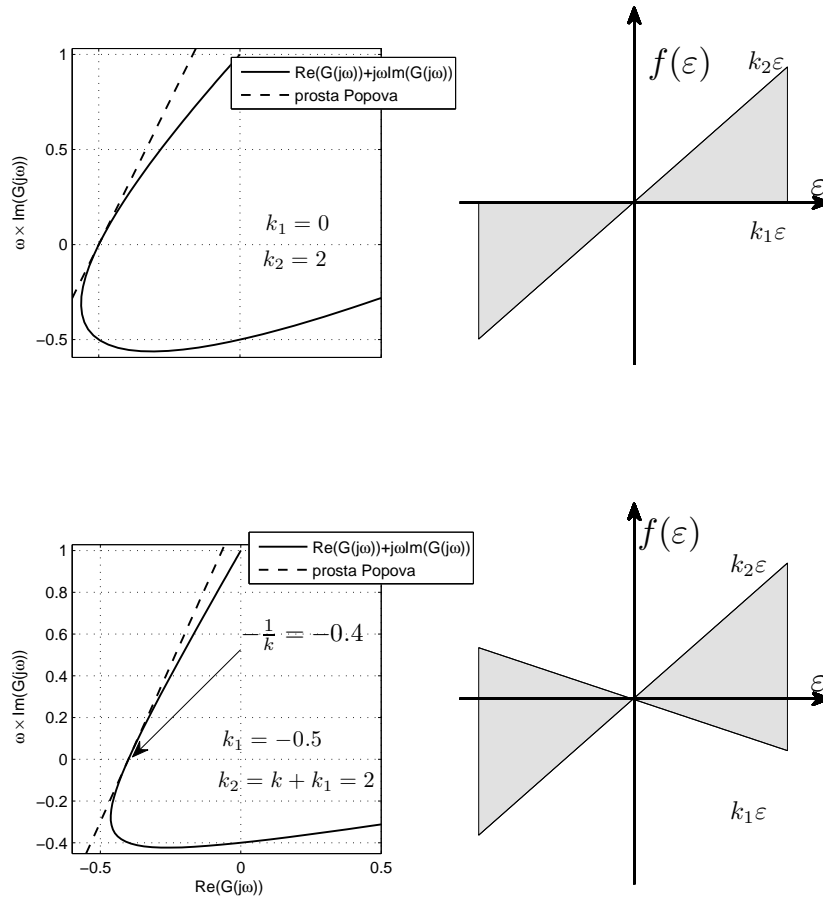 1
0.5
0
−0.5
ω × Im(G(jω))
Re(G(jω))+jωIm(G(jω))
prosta Popova
k₁ = 0
k₂ = 2
f(ε)
k₂ε
ε
k₁ε
1
0.8
0.6
0.4
0.2
0
−0.2
−0.4
ω × Im(G(jω))
Re(G(jω))+jωIm(G(jω))
prosta Popova
−1/k = −0.4
k₁ = −0.5
k₂ = k + k₁ = 2
−0.5
0
0.5
Re(G(jω))
f(ε)
k₂ε
ε
k₁ε